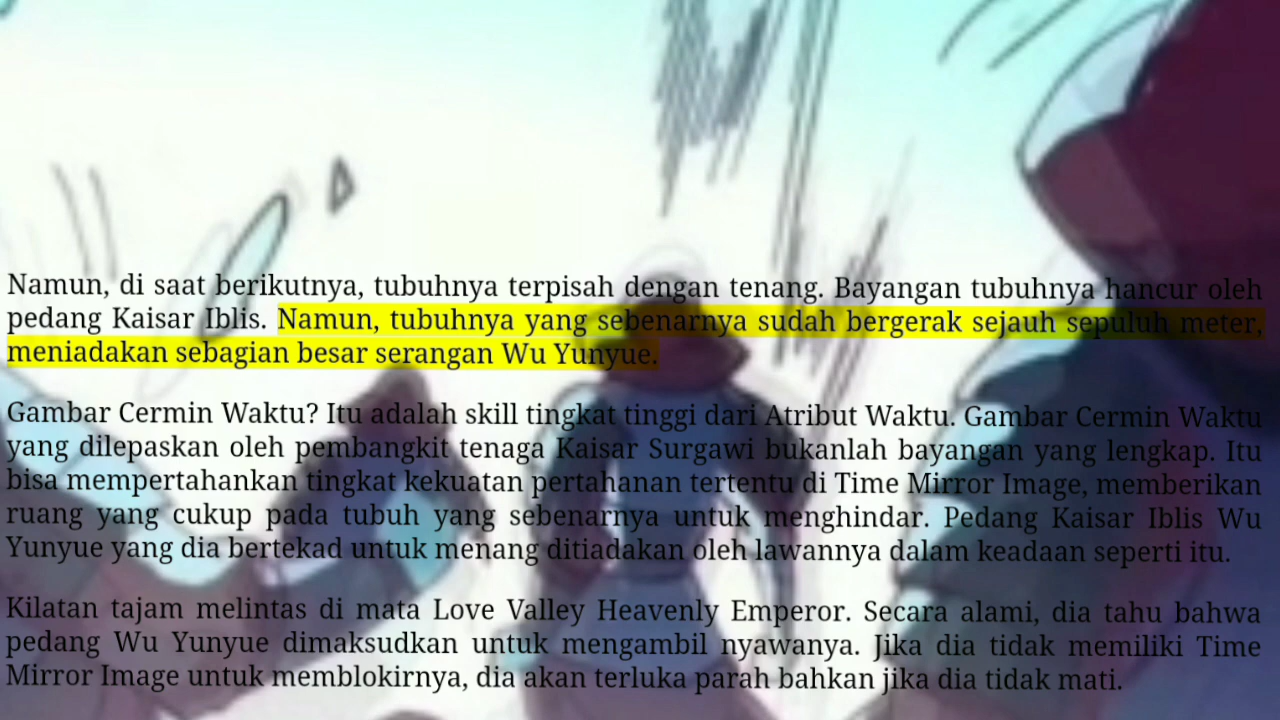 Namun, di saat berikutnya, tubuhnya terpisah dengan tenang. Bayangan tubuhnya hancur oleh
pedang Kaisar Iblis. Namun, tubuhnya yang sebenarnya sudah bergerak sejauh sepuluh meter,
meniadakan sebagian besar serangan Wu Yunyue.
Gambar Cermin Waktu? Itu adalah skill tingkat tinggi dari Atribut Waktu. Gambar Cermin Waktu
yang dilepaskan oleh pembangkit tenaga Kaisar Surgawi bukanlah bayangan yang lengkap. Itu
bisa mempertahankan tingkat kekuatan pertahanan tertentu di Time Mirror Image, memberikan
ruang yang cukup pada tubuh yang sebenarnya untuk menghindar. Pedang Kaisar Iblis Wu
Yunyue yang dia bertekad untuk menang ditiadakan oleh lawannya dalam keadaan seperti itu.
Kilatan tajam melintas di mata Love Valley Heavenly Emperor. Secara alami, dia tahu bahwa
pedang Wu Yunyue dimaksudkan untuk mengambil nyawanya. Jika dia tidak memiliki Time
Mirror Image untuk memblokirnya, dia akan terluka parah bahkan jika dia tidak mati.